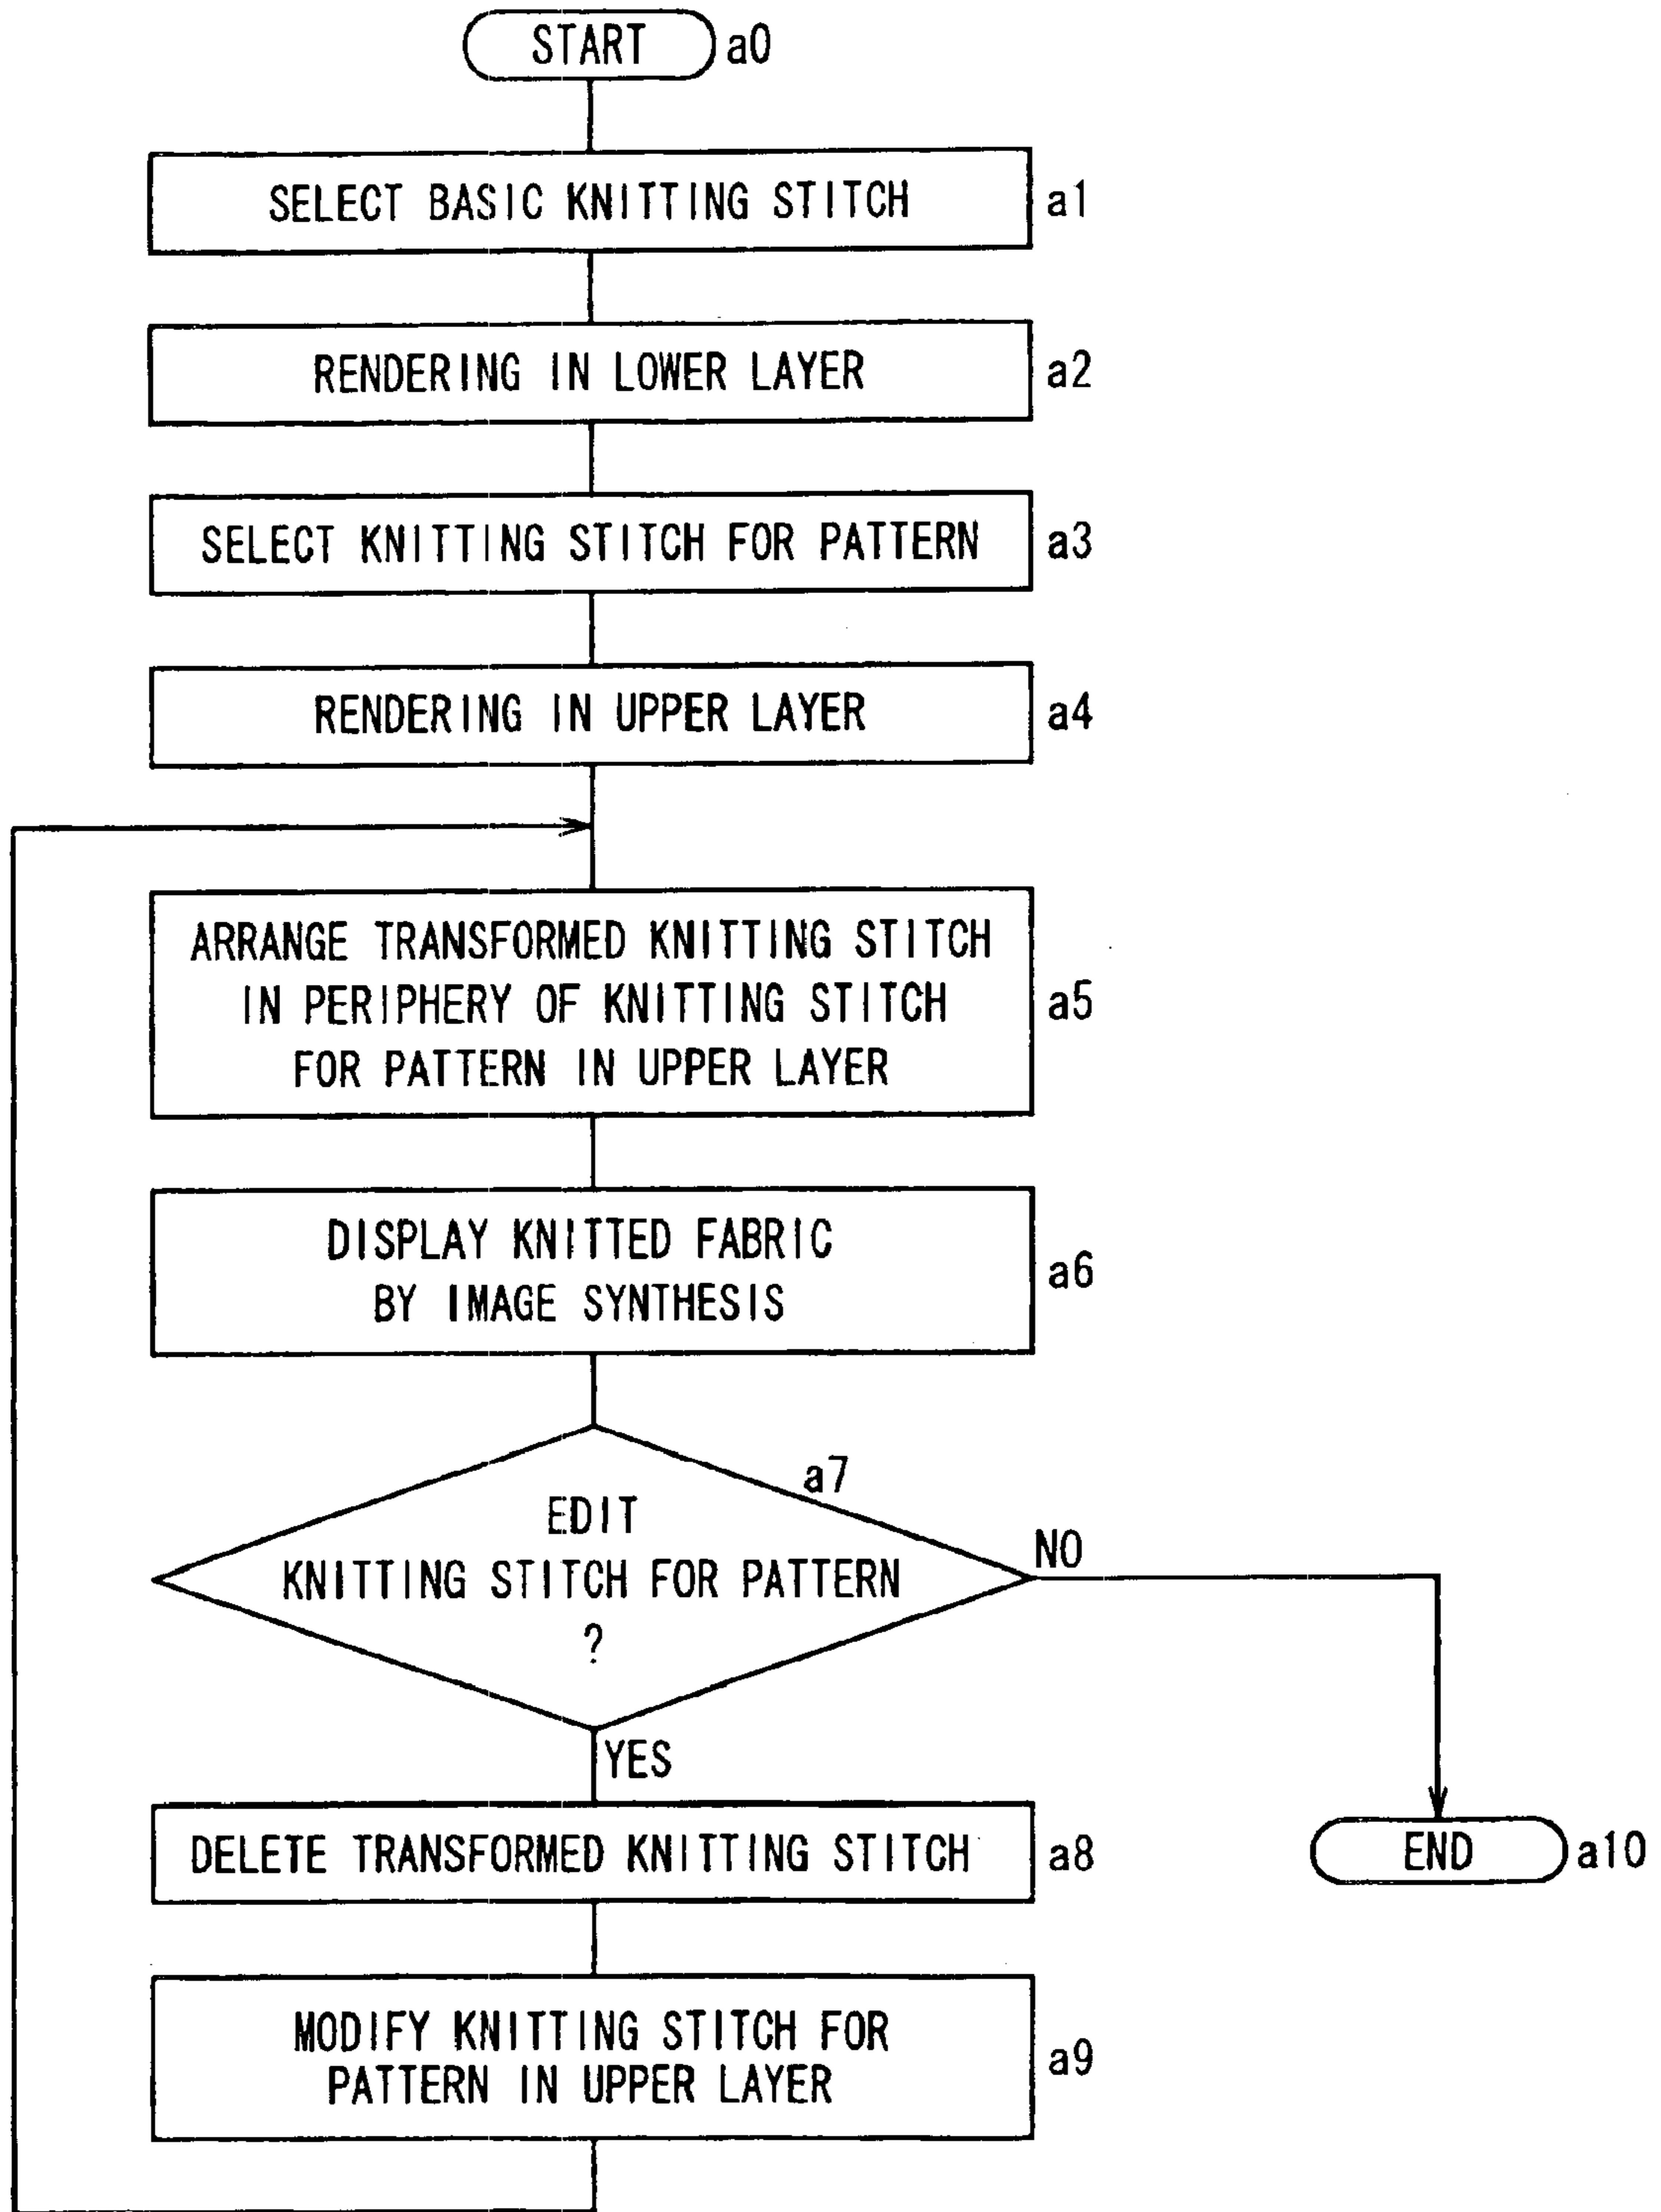 START a0
SELECT BASIC KNITTING STITCH a1
RENDERING IN LOWER LAYER a2
SELECT KNITTING STITCH FOR PATTERN a3
RENDERING IN UPPER LAYER a4
ARRANGE TRANSFORMED KNITTING STITCH
IN PERIPHERY OF KNITTING STITCH a5
FOR PATTERN IN UPPER LAYER
DISPLAY KNITTED FABRIC
a6
BY IMAGE SYNTHESIS
a7
EDIT
NO
KNITTING STITCH FOR PATTERN
?
YES
DELETE TRANSFORMED KNITTING STITCH a8
END a10
MODIFY KNITTING STITCH FOR
a9
PATTERN IN UPPER LAYER